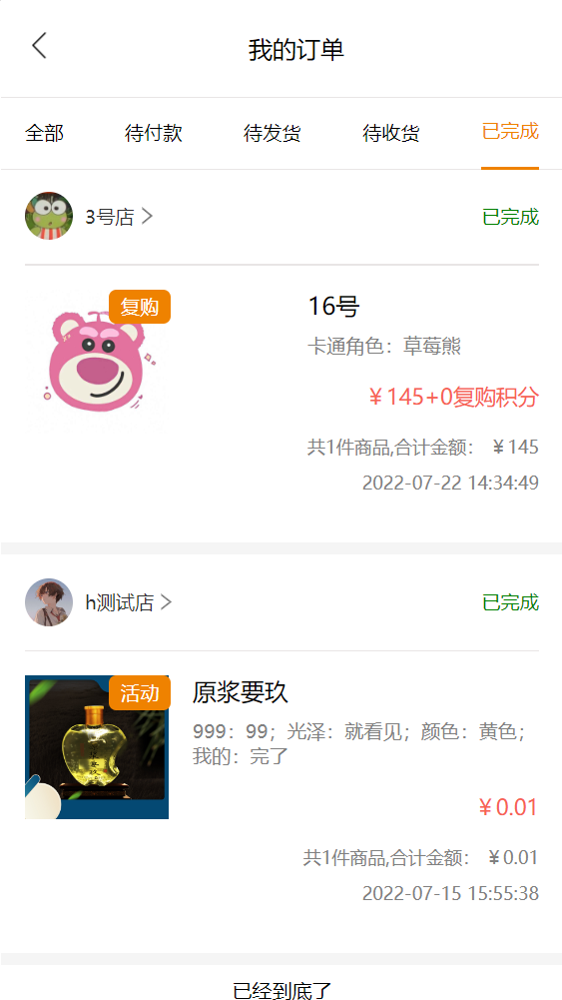 我的订单
全部 待付款 待发货 待收货 已完成
3号店 已完成
复购
16号
卡通角色：草莓熊
￥145+0复购积分
共1件商品,合计金额： ￥145
2022-07-22 14:34:49
h测试店 已完成
活动
原浆要玖
999：99；光泽：就看见；颜色：黄色；
我的：完了
￥0.01
共1件商品,合计金额： ￥0.01
2022-07-15 15:55:38
已经到底了